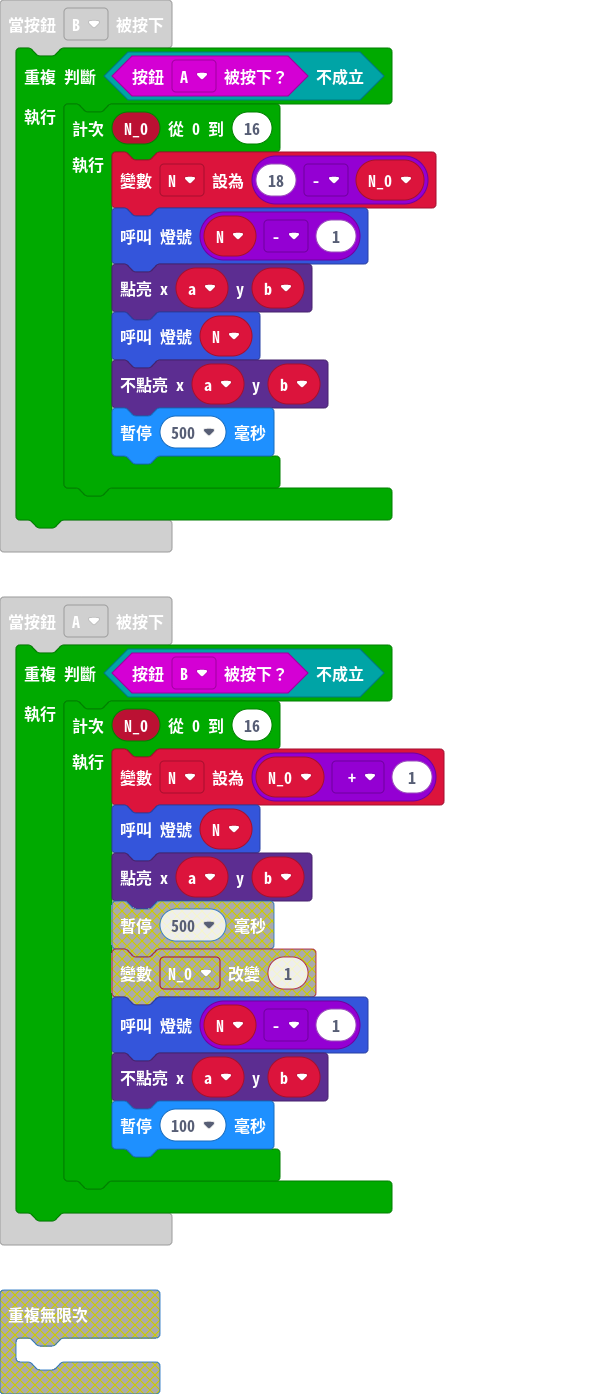 當按鈕 B 被按下
重複 判斷 按鈕 A 被按下？ 不成立
執行 計次 N_O 從 0 到 16
執行 變數 N 設為 18 - N_O
呼叫 燈號 N - 1
點亮 x a y b
呼叫 燈號 N
不點亮 x a y b
暫停 500 毫秒
當按鈕 A 被按下
重複 判斷 按鈕 B 被按下？ 不成立
執行 計次 N_O 從 0 到 16
執行 變數 N 設為 N_O + 1
呼叫 燈號 N
點亮 x a y b
暫停 500 毫秒
變數 N_O 改變 1
呼叫 燈號 N - 1
不點亮 x a y b
暫停 100 毫秒
重複無限次